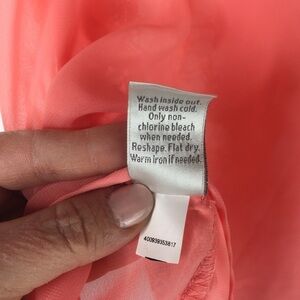 Wash inside out.
Hand wash cold.
Only non-
chlorine bleach
when needed.
Reshape. Flat dry.
Warm iron if needed.
400939353817